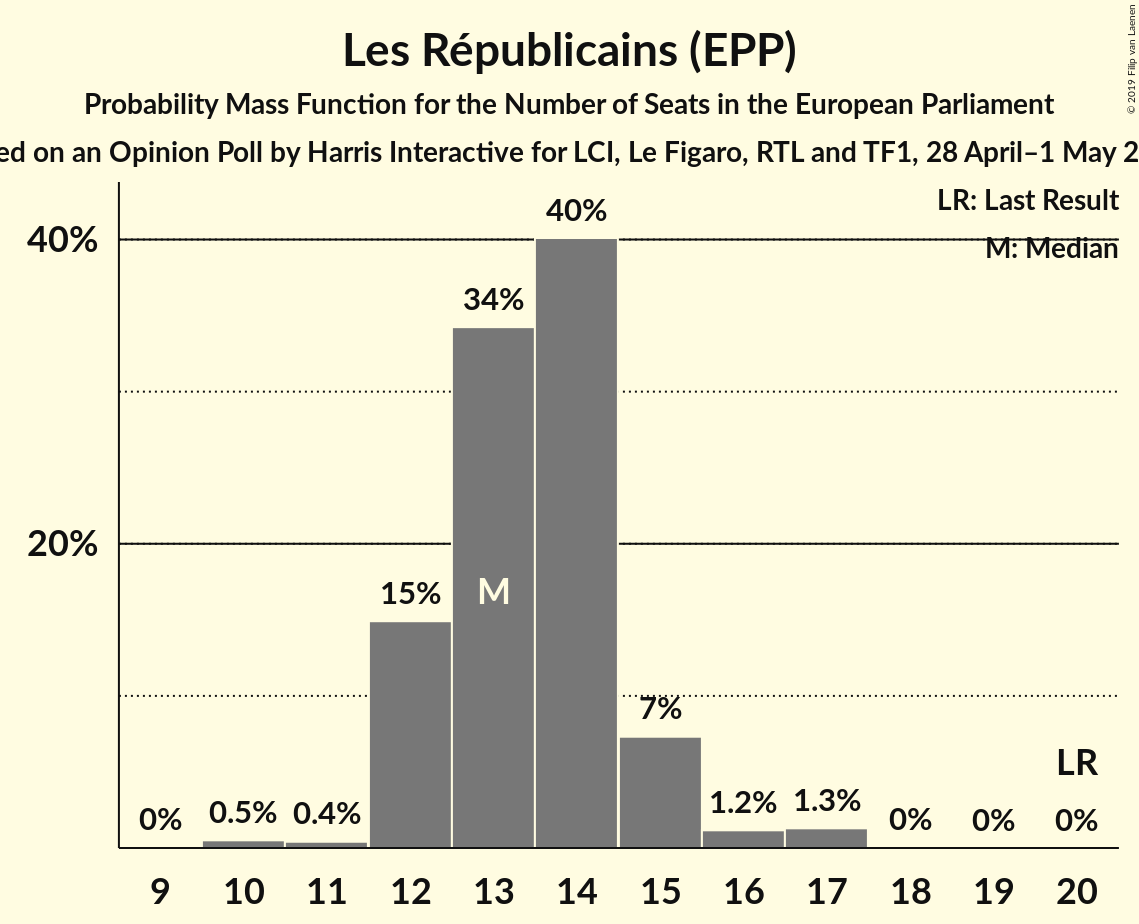 Les Républicains (EPP)
Probability Mass Function for the Number of Seats in the European Parliament
on an Opinion Poll by Harris Interactive for LCI, Le Figaro, RTL and TF1, 28 April–1 May
© 2019 Filip van Laenen
LR: Last Result
M: Median
40%
20%
0% 0.5% 0.4% 15% 34% 40% 7% 1.2% 1.3% 0% 0% 0%
M
LR
9 10 11 12 13 14 15 16 17 18 19 20